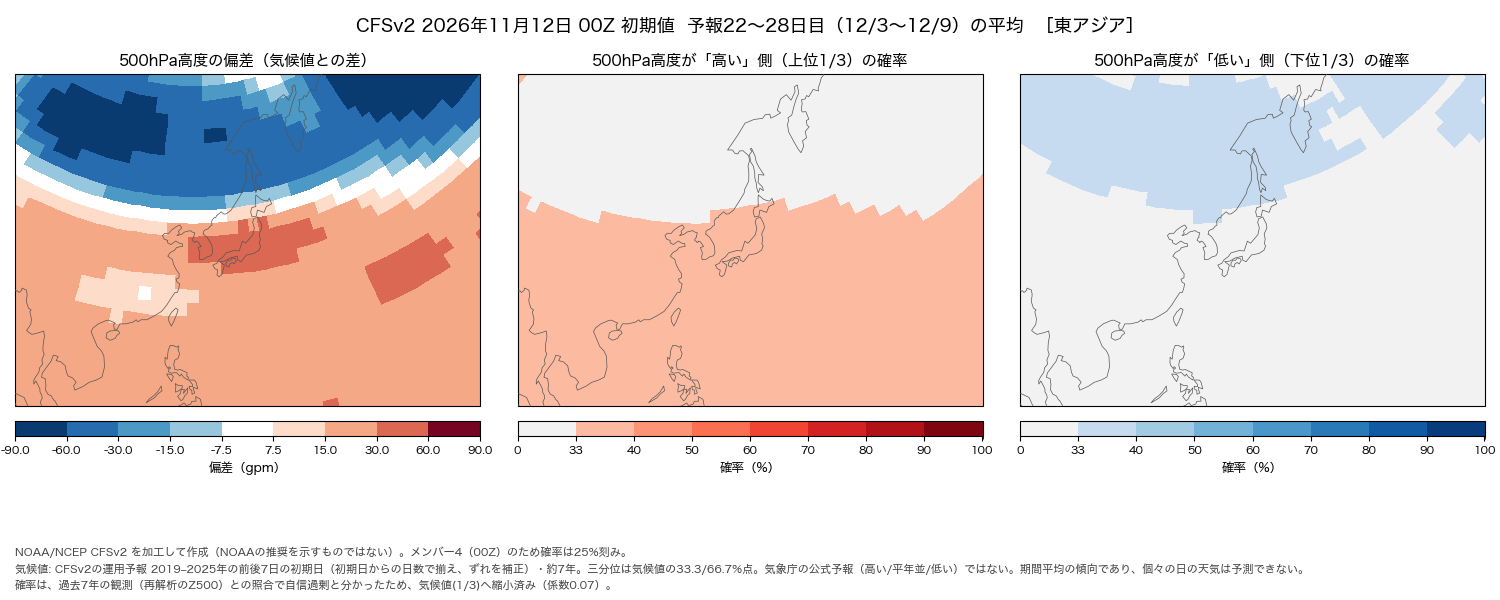 CFSv2 2026年11月12日 00Z 初期値 予報22～28日目（12/3～12/9）の平均 ［東アジア］
500hPa高度の偏差（気候値との差）
500hPa高度が「高い」側（上位1/3）の確率
500hPa高度が「低い」側（下位1/3）の確率
-90.0 -60.0 -30.0 -15.0 -7.5 7.5 15.0 30.0 60.0 90.0
偏差（gpm）
0 33 40 50 60 70 80 90 100
確率（%）
0 33 40 50 60 70 80 90 100
確率（%）
NOAA/NCEP CFSv2 を加工して作成（NOAAの推奨を示すものではない）。メンバー4（00Z）のため確率は25%刻み。
気候値: CFSv2の運用予報 2019–2025年の前後7日の初期日（初期日からの日数で揃え、ずれを補正）・約7年。三分位は気候値の33.3/66.7%点。気象庁の公式予報（高い/平年並/低い）ではない。期間平均の傾向であり、個々の日の天気は予測できない。
確率は、過去7年の観測（再解析のZ500）との照合で自信過剰と分かったため、気候値(1/3)へ縮小済み（係数0.07）。